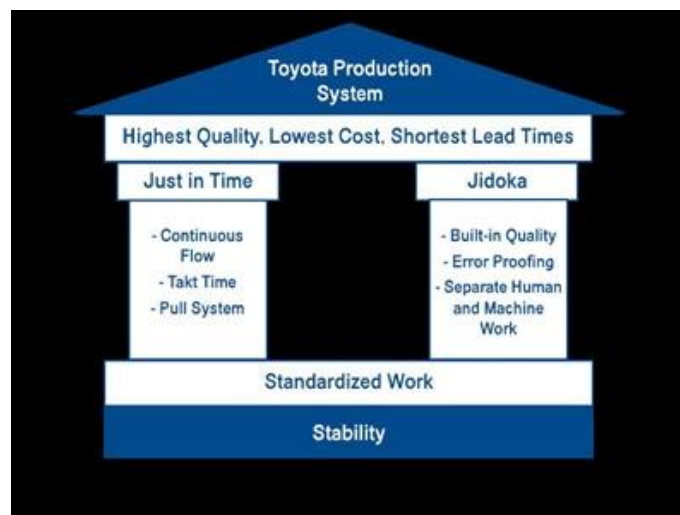 Toyota Production
System
Highest Quality, Lowest Cost, Shortest Lead Times
Just in Time
- Continuous
Flow
- Takt Time
- Pull System
Jidoka
- Built-in Quality
- Error Proofing
- Separate Human
and Machine
Work
Standardized Work
Stability